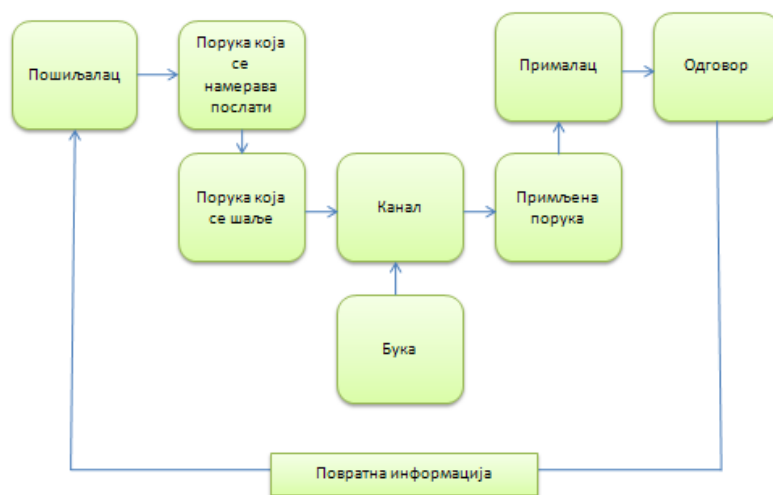 Пошиљалац
Порука која
се
намерава
послати
Прималац
Одговор
Порука која
се шаље
Канал
Примљена
порука
Бука
Повратна информација